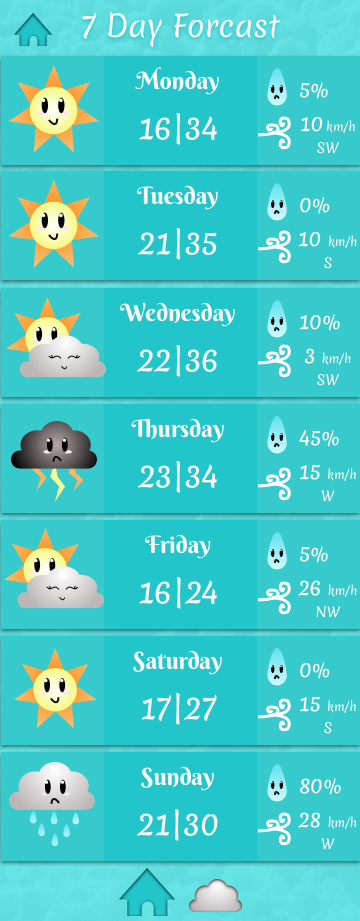 7 Day Forcast
Monday
16|34
5%
10 km/h
SW
Tuesday
21|35
0%
10 km/h
S
Wednesday
22|36
10%
3 km/h
SW
Thursday
23|34
45%
15 km/h
W
Friday
16|24
5%
26 km/h
NW
Saturday
17|27
0%
15 km/h
S
Sunday
21|30
80%
28 km/h
W